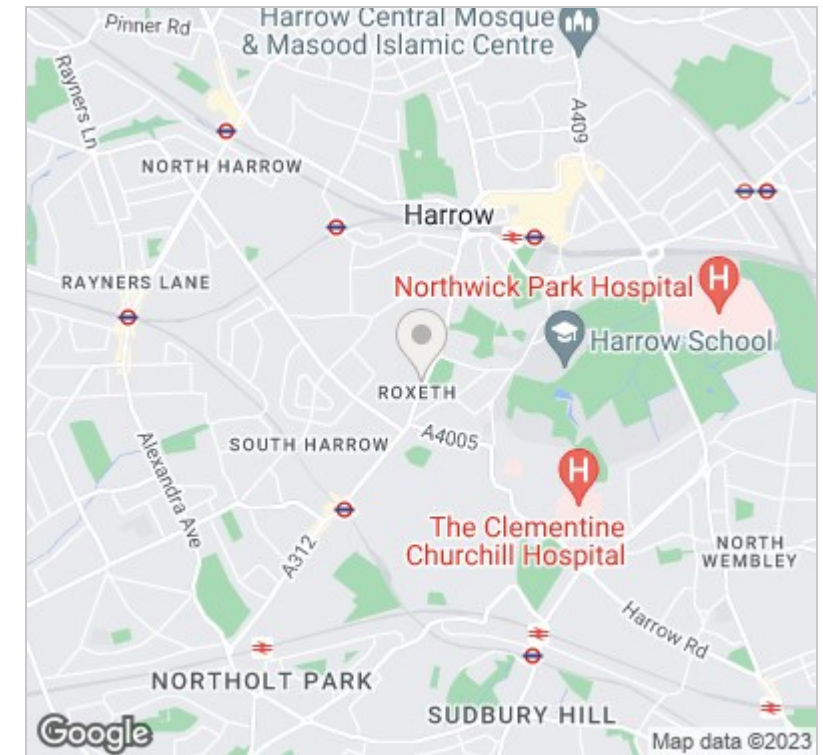 Harrow Central Mosque
& Masood Islamic Centre
Pinner Rd
Rayners Ln
A409
NORTH HARROW
Harrow
RAYNERS LANE
Northwick Park Hospital
H
Harrow School
ROXETH
A4005
SOUTH HARROW
Alexandra Ave
H
The Clementine
Churchill Hospital
A312
NORTH
WEMBLEY
Harrow Rd
NORTHOLT PARK
SUDBURY HILL
Google
Map data ©2023